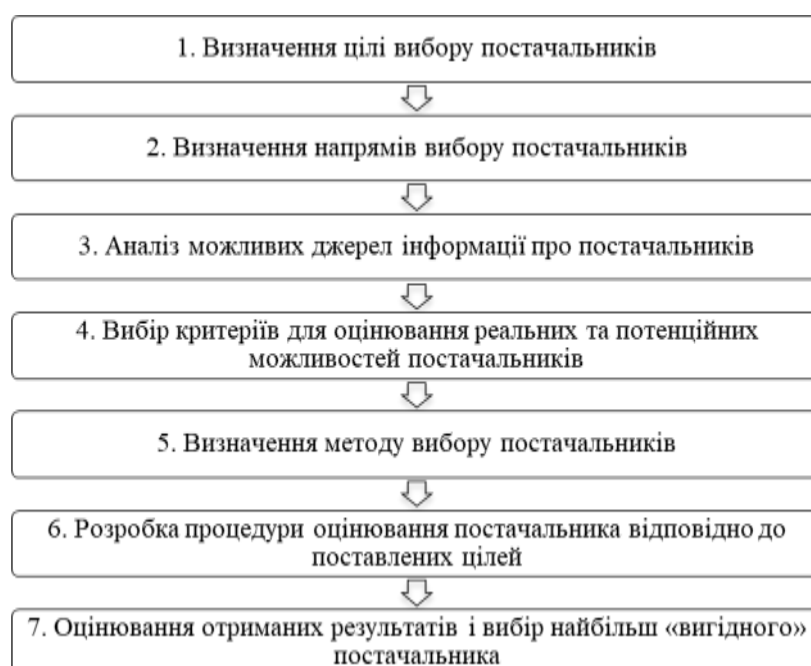 1. Визначення цілі вибору постачальників
2. Визначення напрямів вибору постачальників
3. Аналіз можливих джерел інформації про постачальників
4. Вибір критеріїв для оцінювання реальних та потенційних
можливостей постачальників
5. Визначення методу вибору постачальників
6. Розробка процедури оцінювання постачальника відповідно до
поставлених цілей
7. Оцінювання отриманих результатів і вибір найбільш «вигідного»
постачальника